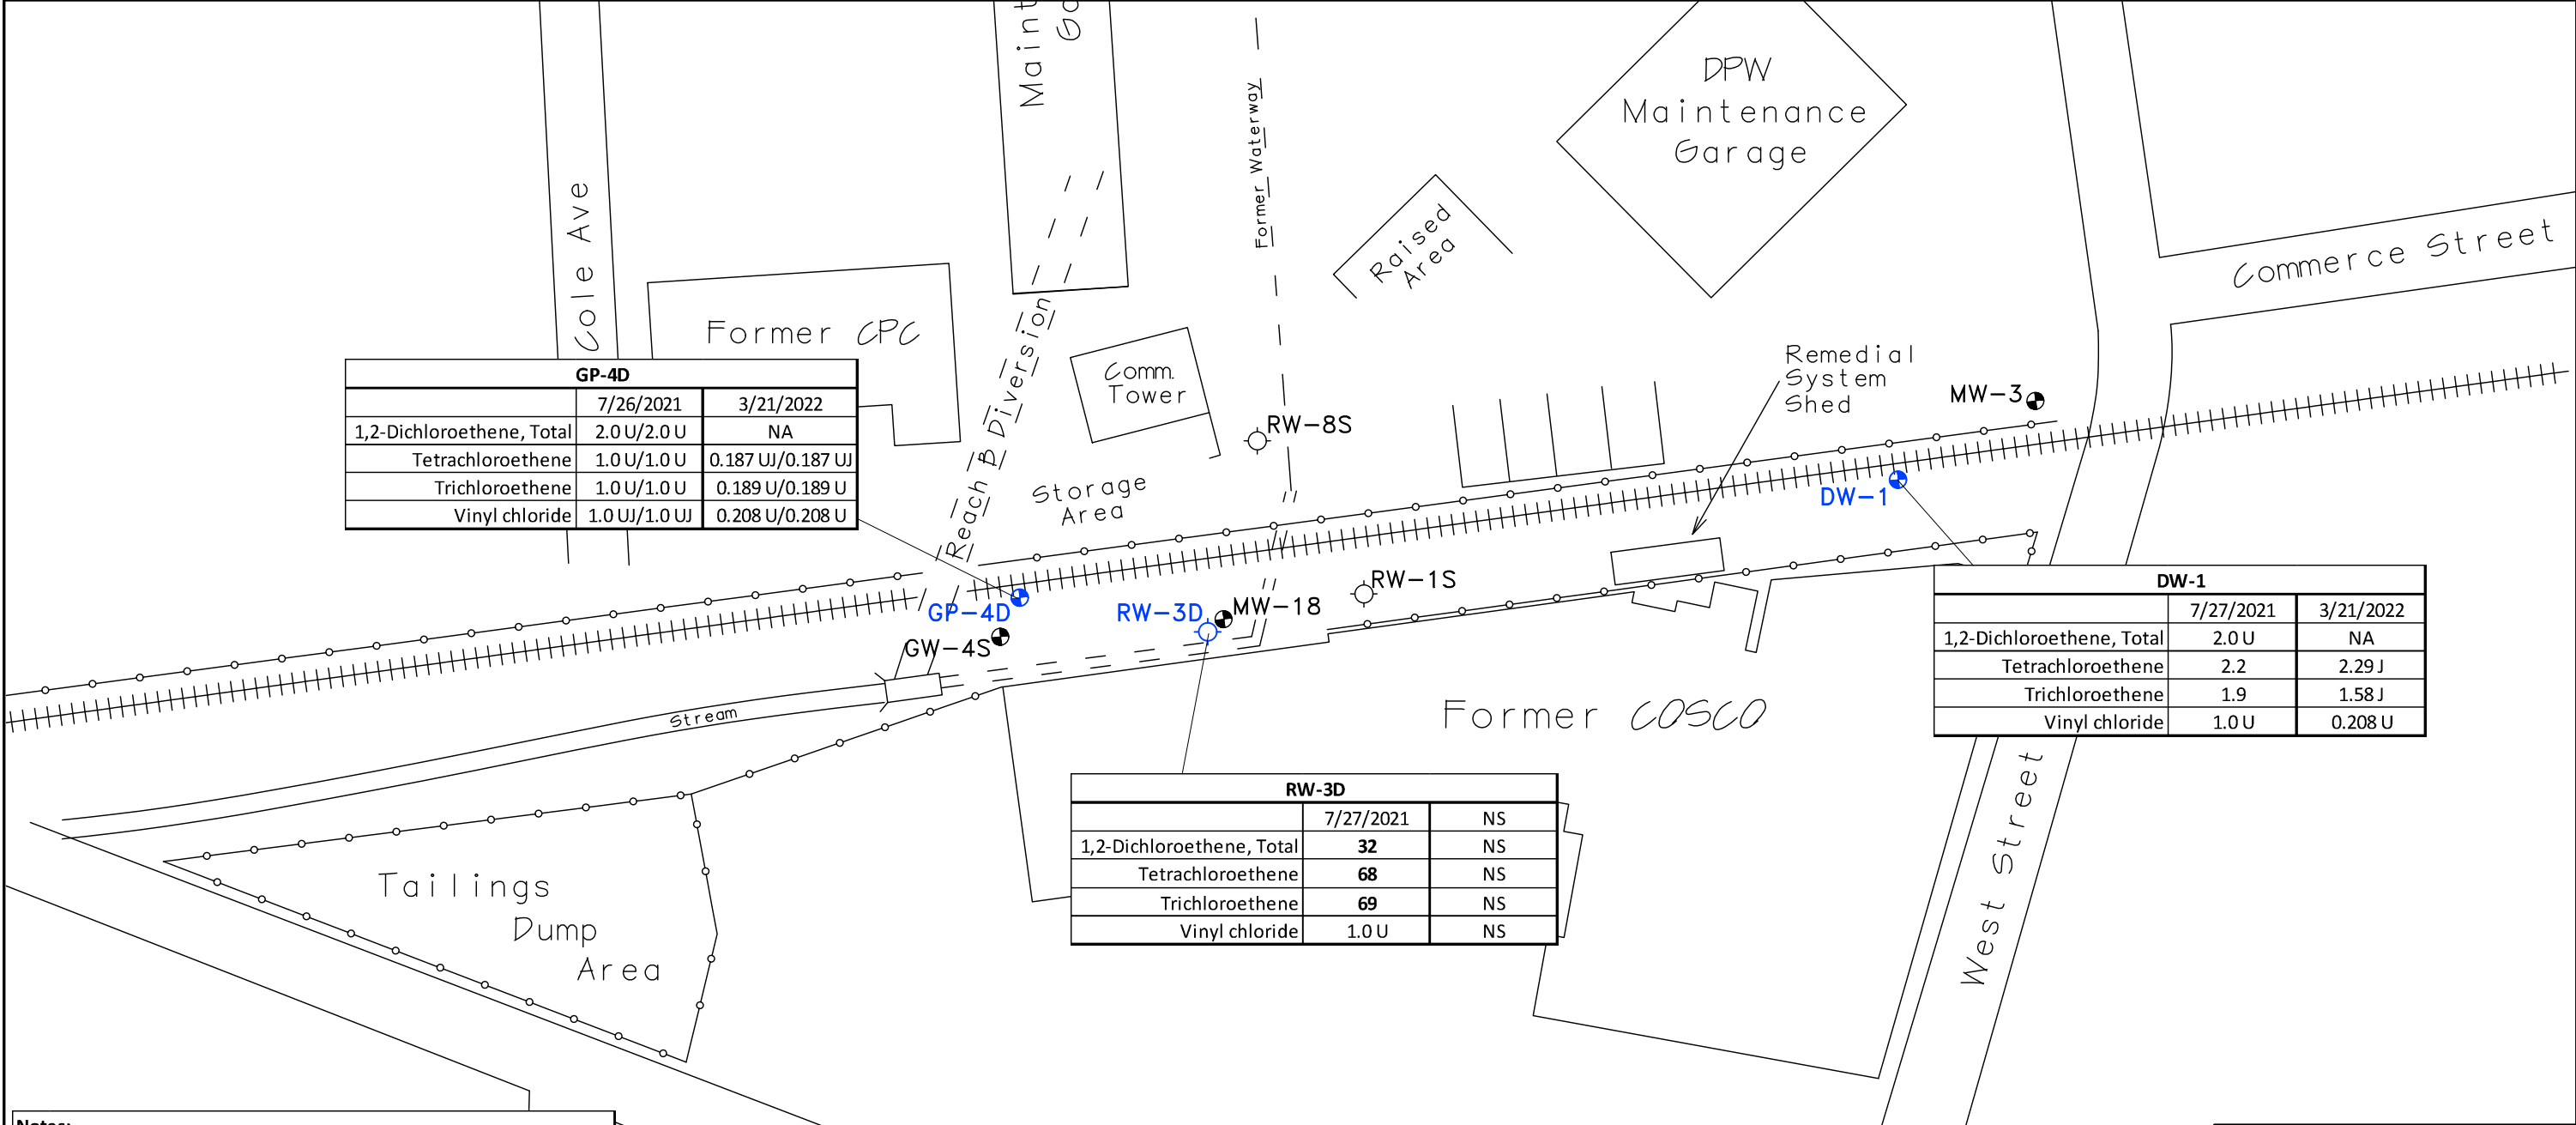 Maint
Ga
DPW
Maintenance
Garage
Former Waterway
Cole Ave
Raised
Area
Commerce Street
Former CPC
Reach B Diversion
Comm.
Tower
Remedial
System
Shed
MW-3
RW-8S
Storage
Area
GP-4D
7/26/2021 3/21/2022
1,2-Dichloroethene, Total 2.0 U/2.0 U NA
Tetrachloroethene 1.0 U/1.0 U 0.187 UJ/0.187 UJ
Trichloroethene 1.0 U/1.0 U 0.189 U/0.189 U
Vinyl chloride 1.0 UJ/1.0 UJ 0.208 U/0.208 U
DW-1
RW-1S
GP-4D
RW-3D
MW-18
GW-4S
DW-1
7/27/2021 3/21/2022
1,2-Dichloroethene, Total 2.0 U NA
Tetrachloroethene 2.2 2.29 J
Trichloroethene 1.9 1.58 J
Vinyl chloride 1.0 U 0.208 U
Stream
Former COSCO
RW-3D
7/27/2021 NS
1,2-Dichloroethene, Total 32 NS
Tetrachloroethene 68 NS
Trichloroethene 69 NS
Vinyl chloride 1.0 U NS
West Street
Tailings
Dump
Area
Notes: